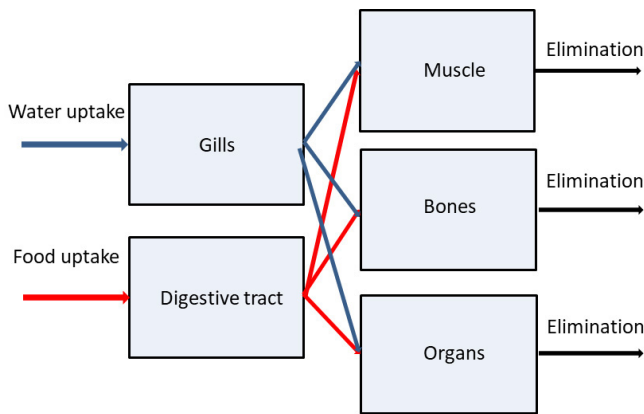 Water uptake
Gills
Food uptake
Digestive tract
Muscle
Elimination
Bones
Elimination
Organs
Elimination